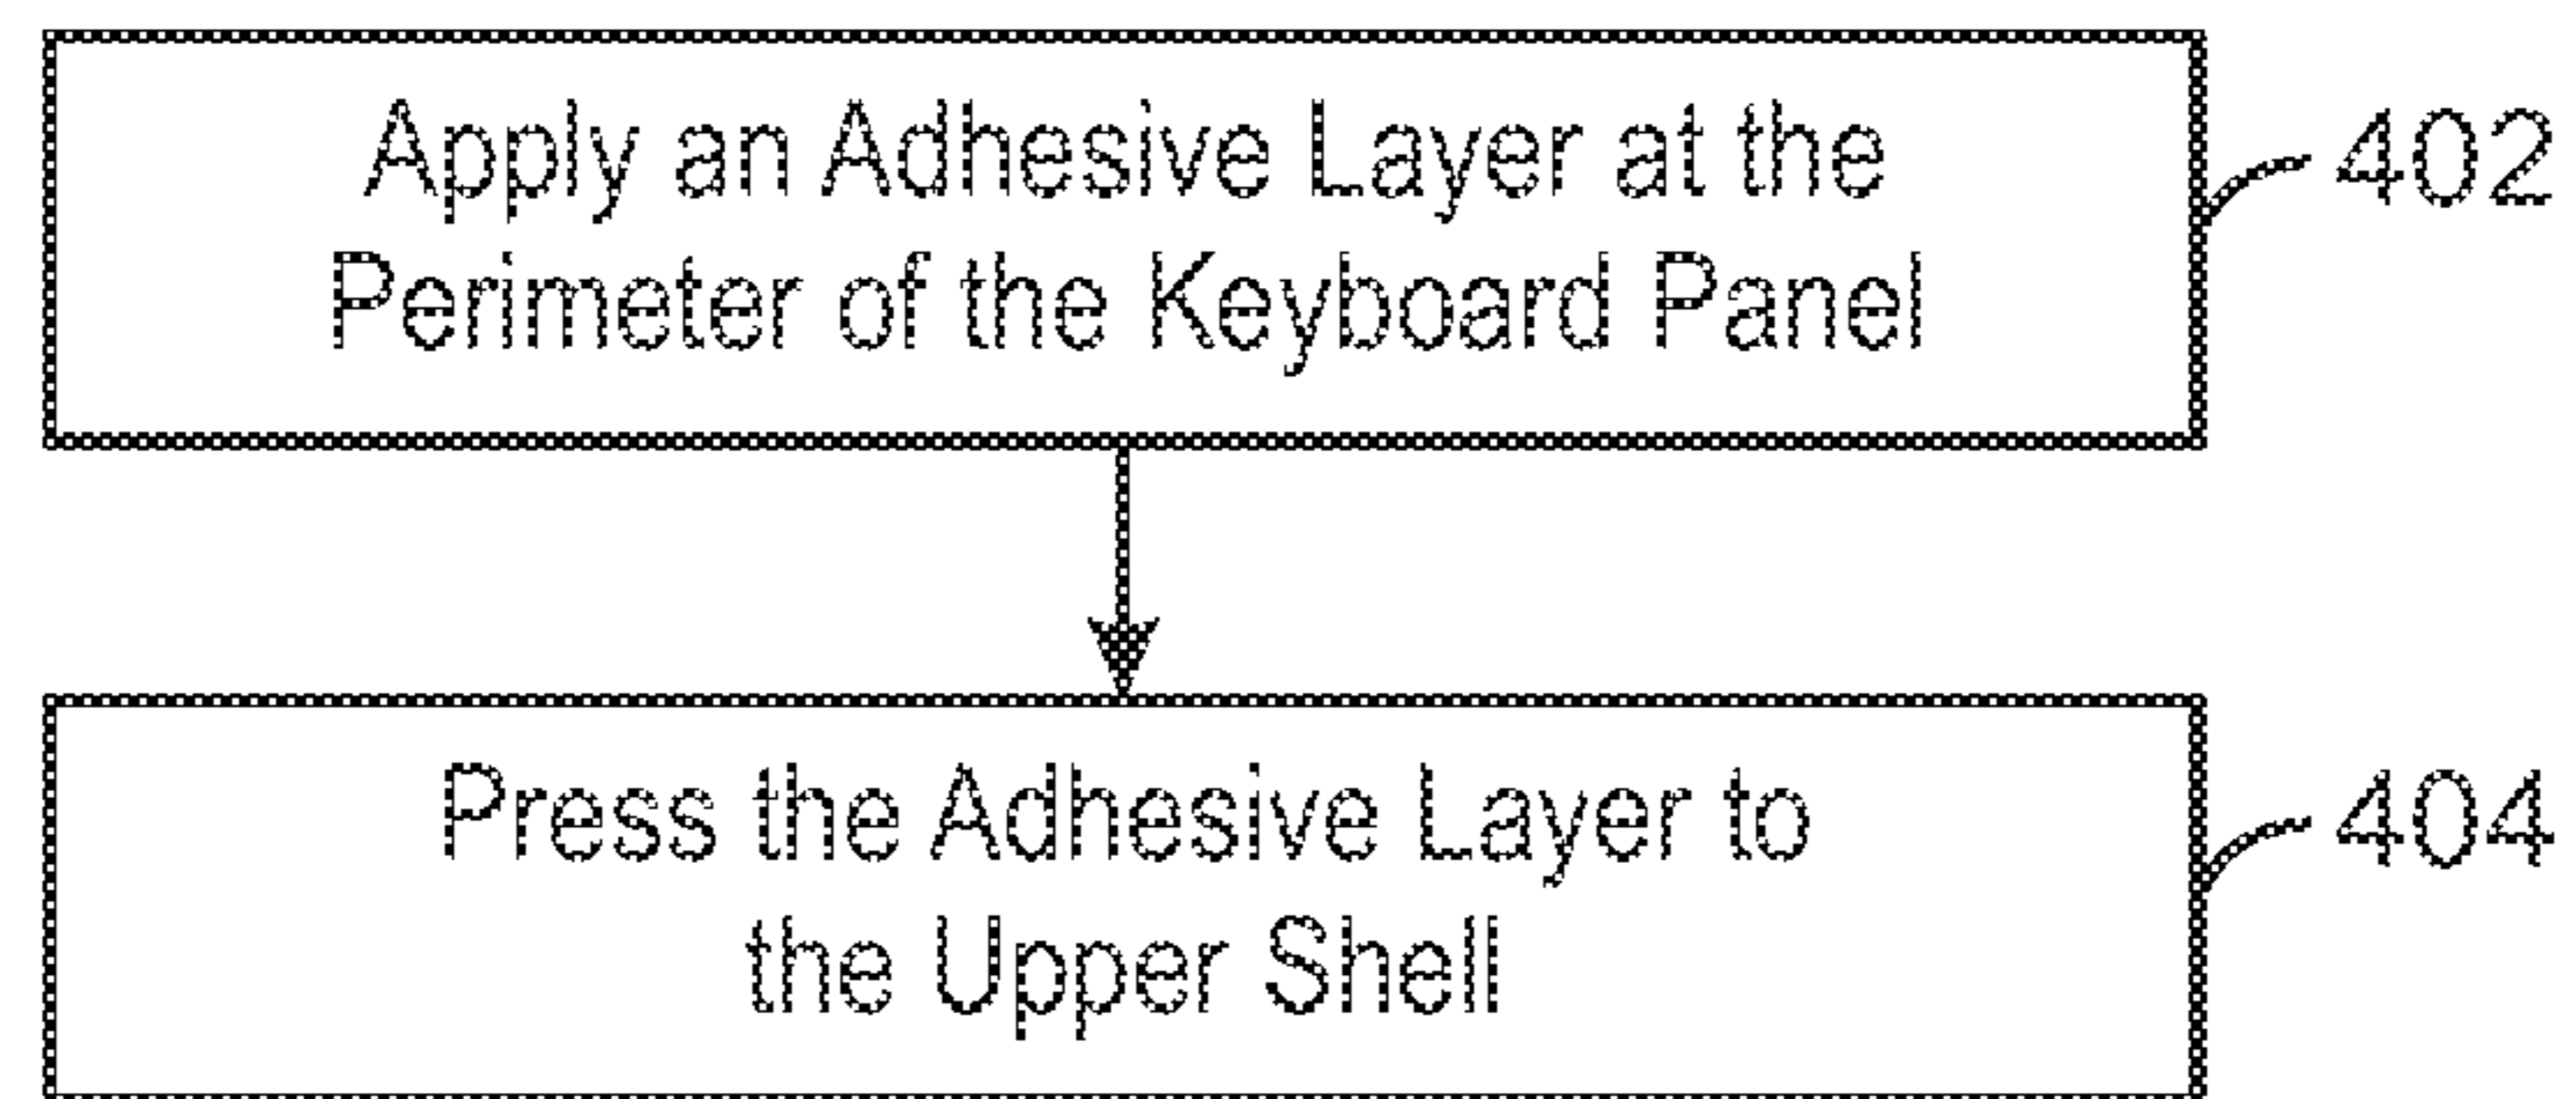 Apply an Adhesive Layer at the
Perimeter of the Keyboard Panel
402
Press the Adhesive Layer to
the Upper Shell
404